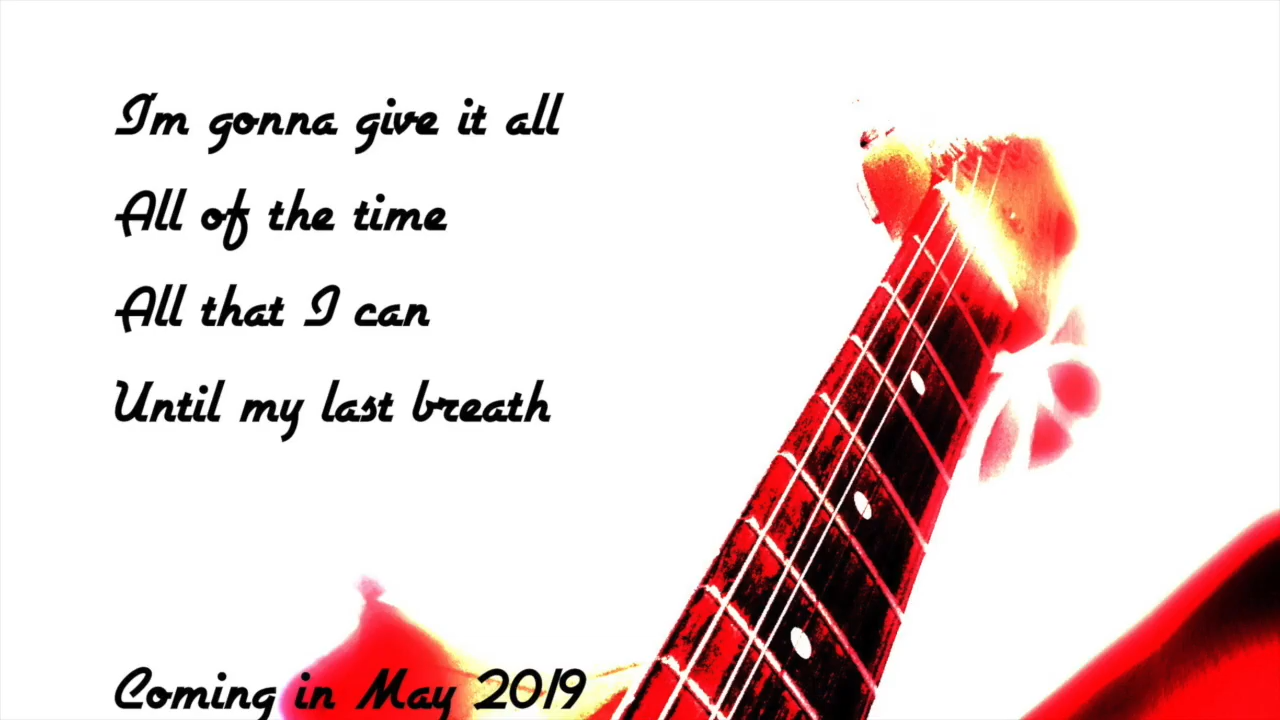 I'm gonna give it all
All of the time
All that I can
Until my last breath
Coming in May 2019